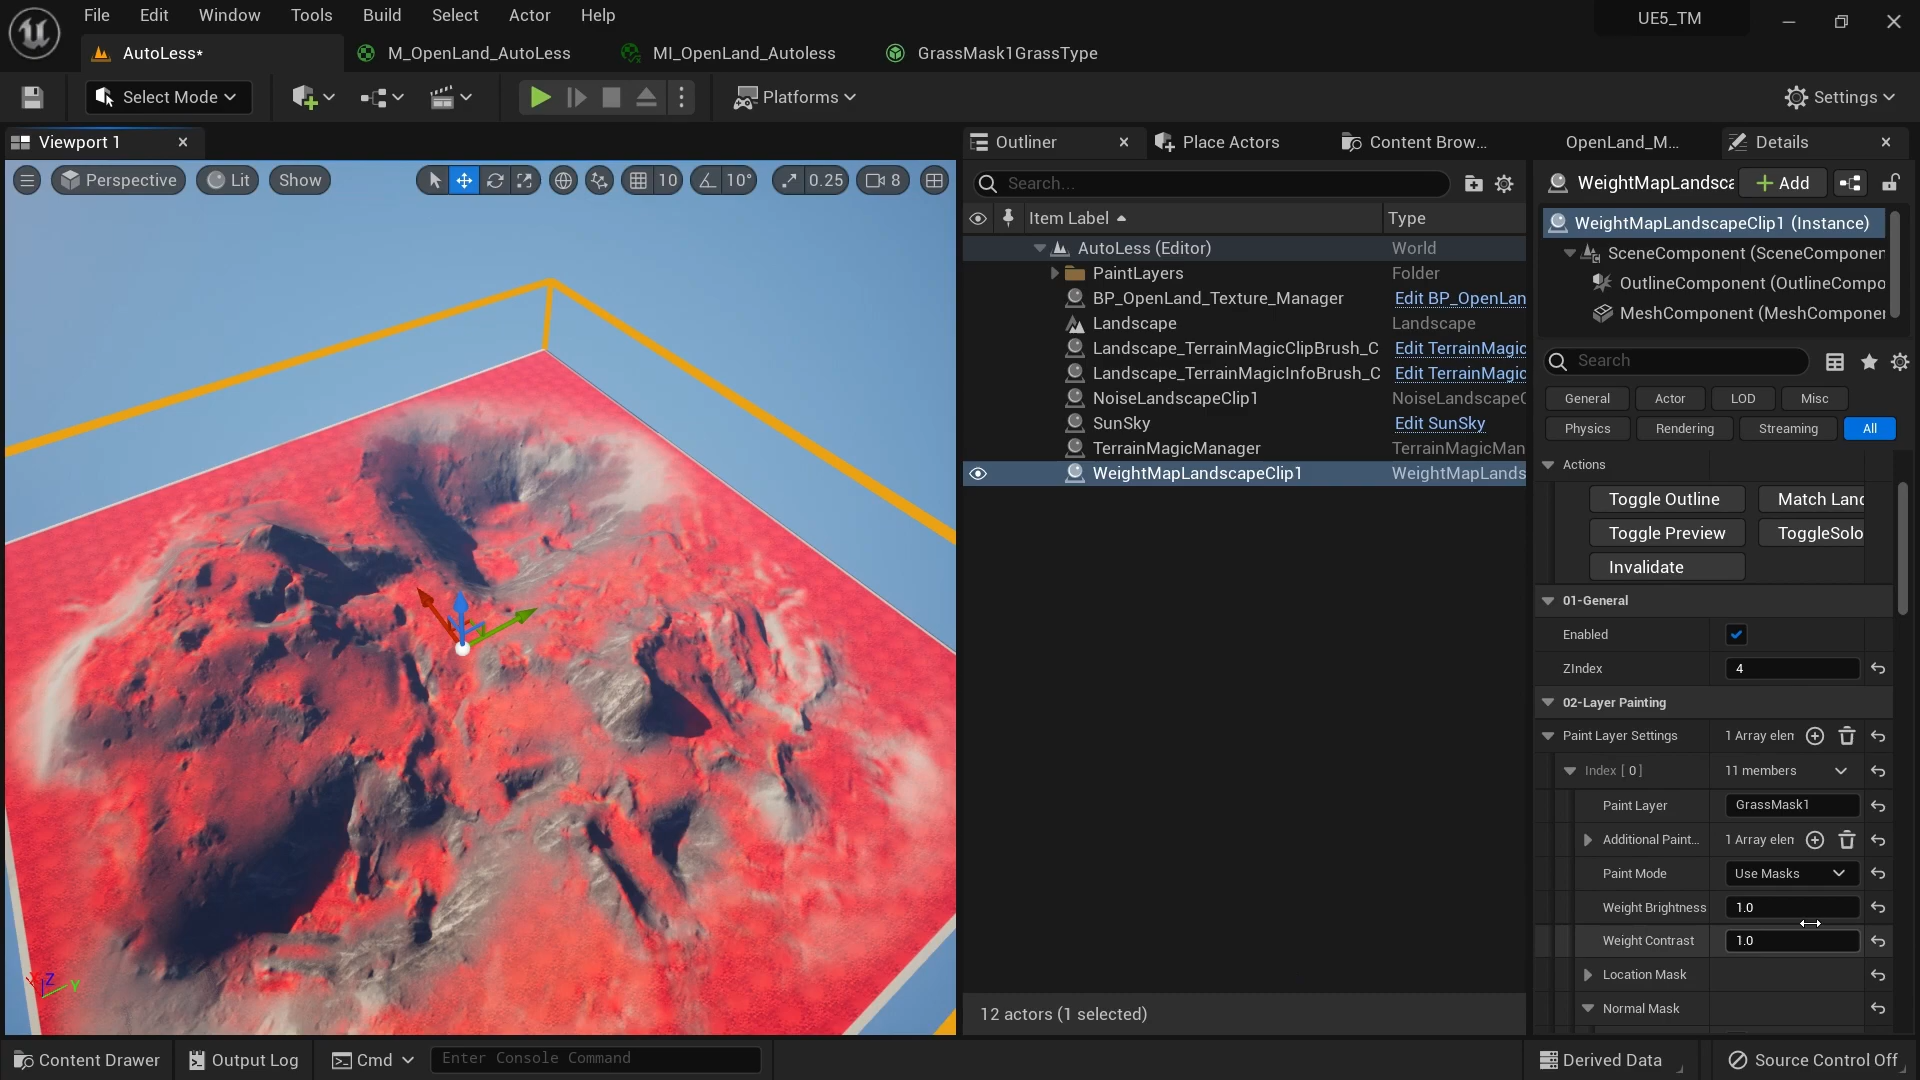 File Edit Window Tools Build Select Actor Help
UE5_TM
AutoLess*
M_OpenLand_AutoLess
MI_OpenLand_Autoless
GrassMask1GrassType
Select Mode
Platforms
Settings
Viewport 1
Outliner
Place Actors
Content Brow...
OpenLand_M...
Details
Perspective
Lit
Show
10
10°
0.25
8
Search...
WeightMapLandsca
Add
Item Label
Type
WeightMapLandscapeClip1 (Instance)
AutoLess (Editor) World
SceneComponent (SceneComponen
PaintLayers Folder
OutlineComponent (OutlineCompo
BP_OpenLand_Texture_Manager Edit BP_OpenLan
MeshComponent (MeshComponen
Landscape Landscape
Landscape_TerrainMagicClipBrush_C Edit TerrainMagic
Search
Landscape_TerrainMagicInfoBrush_C Edit TerrainMagic
NoiseLandscapeClip1 NoiseLandscapeC
General Actor LOD Misc
SunSky Edit SunSky
Physics Rendering Streaming All
TerrainMagicManager TerrainMagicMan
WeightMapLandscapeClip1 WeightMapLands
Actions
Toggle Outline Match Land
Toggle Preview ToggleSolo
Invalidate
01-General
Enabled
ZIndex 4
02-Layer Painting
Paint Layer Settings 1 Array elen
Index [ 0 ] 11 members
Paint Layer GrassMask1
Additional Paint... 1 Array elen
Paint Mode Use Masks
Weight Brightness 1.0
Weight Contrast 1.0
Location Mask
Normal Mask
X Z Y
12 actors (1 selected)
Content Drawer
Output Log
Cmd
Enter Console Command
Derived Data
Source Control Off